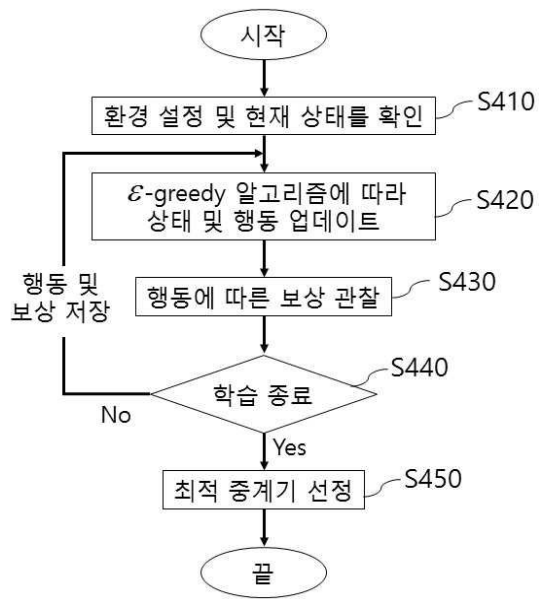 시작
환경 설정 및 현재 상태를 확인
S410
ε-greedy 알고리즘에 따라
상태 및 행동 업데이트
S420
행동 및
보상 저장
행동에 따른 보상 관찰
S430
학습 종료
S440
No
Yes
최적 중계기 선정
S450
끝